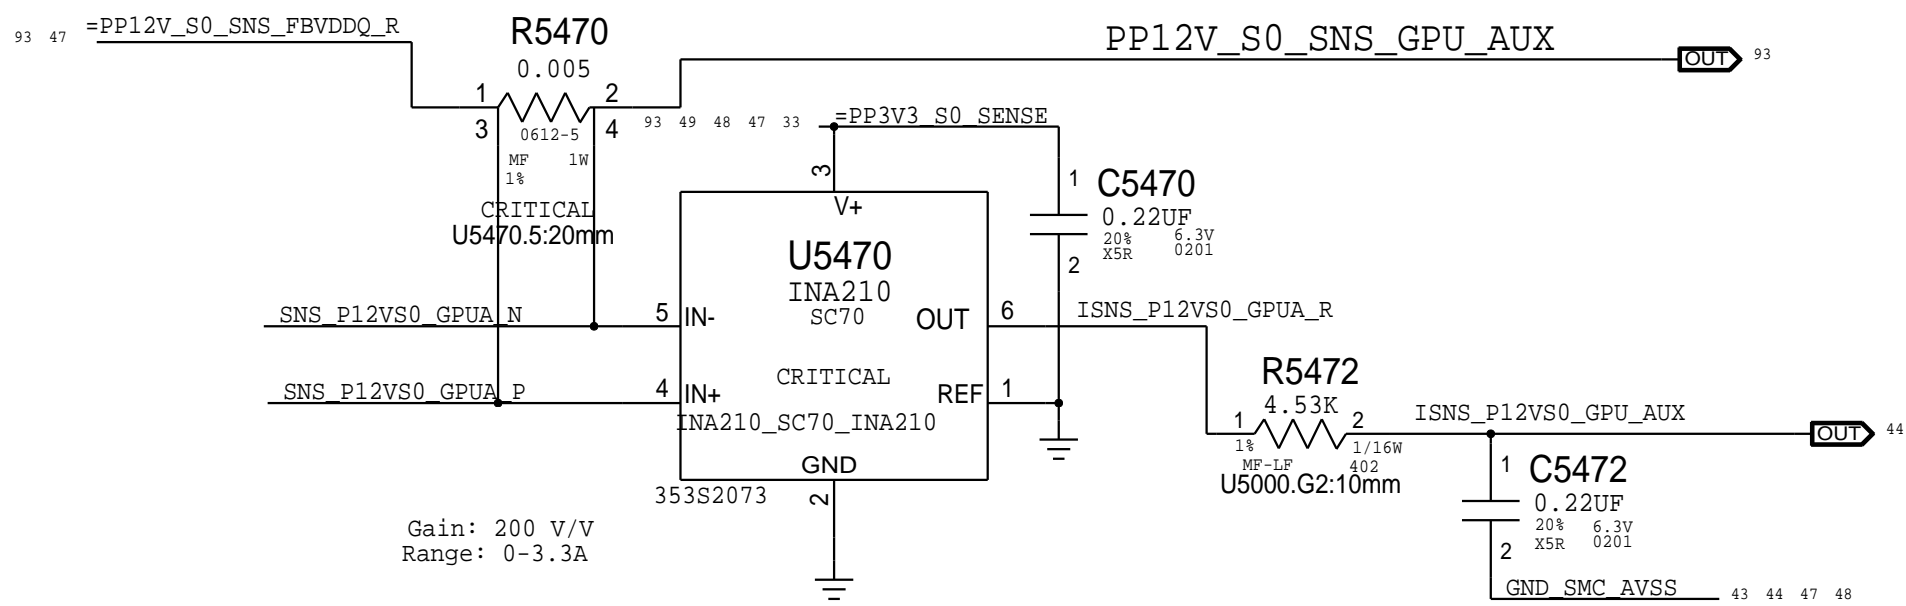 =PP12V_S0_SNS_FBVDDQ_R
93 47
R5470
0.005
1 2
3 4
0612-5
MF 1W
1%
CRITICAL
U5470.5:20mm
PP12V_S0_SNS_GPU_AUX
OUT 93
93 49 48 47 33 =PP3V3_S0_SENSE
3
V+
1 C5470
0.22UF
20% 6.3V
X5R 0201
2
U5470
INA210
SC70
SNS_P12VS0_GPUA_N 5 IN-
OUT 6 ISNS_P12VS0_GPUA_R
CRITICAL
SNS_P12VS0_GPUA_P 4 IN+
REF 1
INA210_SC70_INA210
GND
353S2073
2
R5472
4.53K
1 2
1% 1/16W
MF-LF 402
U5000.G2:10mm
ISNS_P12VS0_GPU_AUX
OUT 44
1 C5472
0.22UF
20% 6.3V
X5R 0201
2
GND_SMC_AVSS 43 44 47 48
Gain: 200 V/V
Range: 0-3.3A